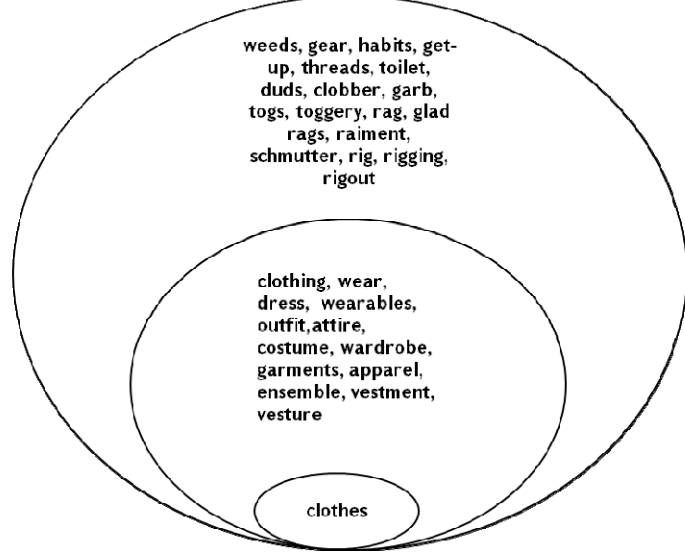 weeds, gear, habits, get-
up, threads, toilet,
duds, clobber, garb,
togs, toggery, rag, glad
rags, raiment,
schmutter, rig, rigging,
rigout
clothing, wear,
dress, wearables,
outfit,attire,
costume, wardrobe,
garments, apparel,
ensemble, vestment,
vesture
clothes